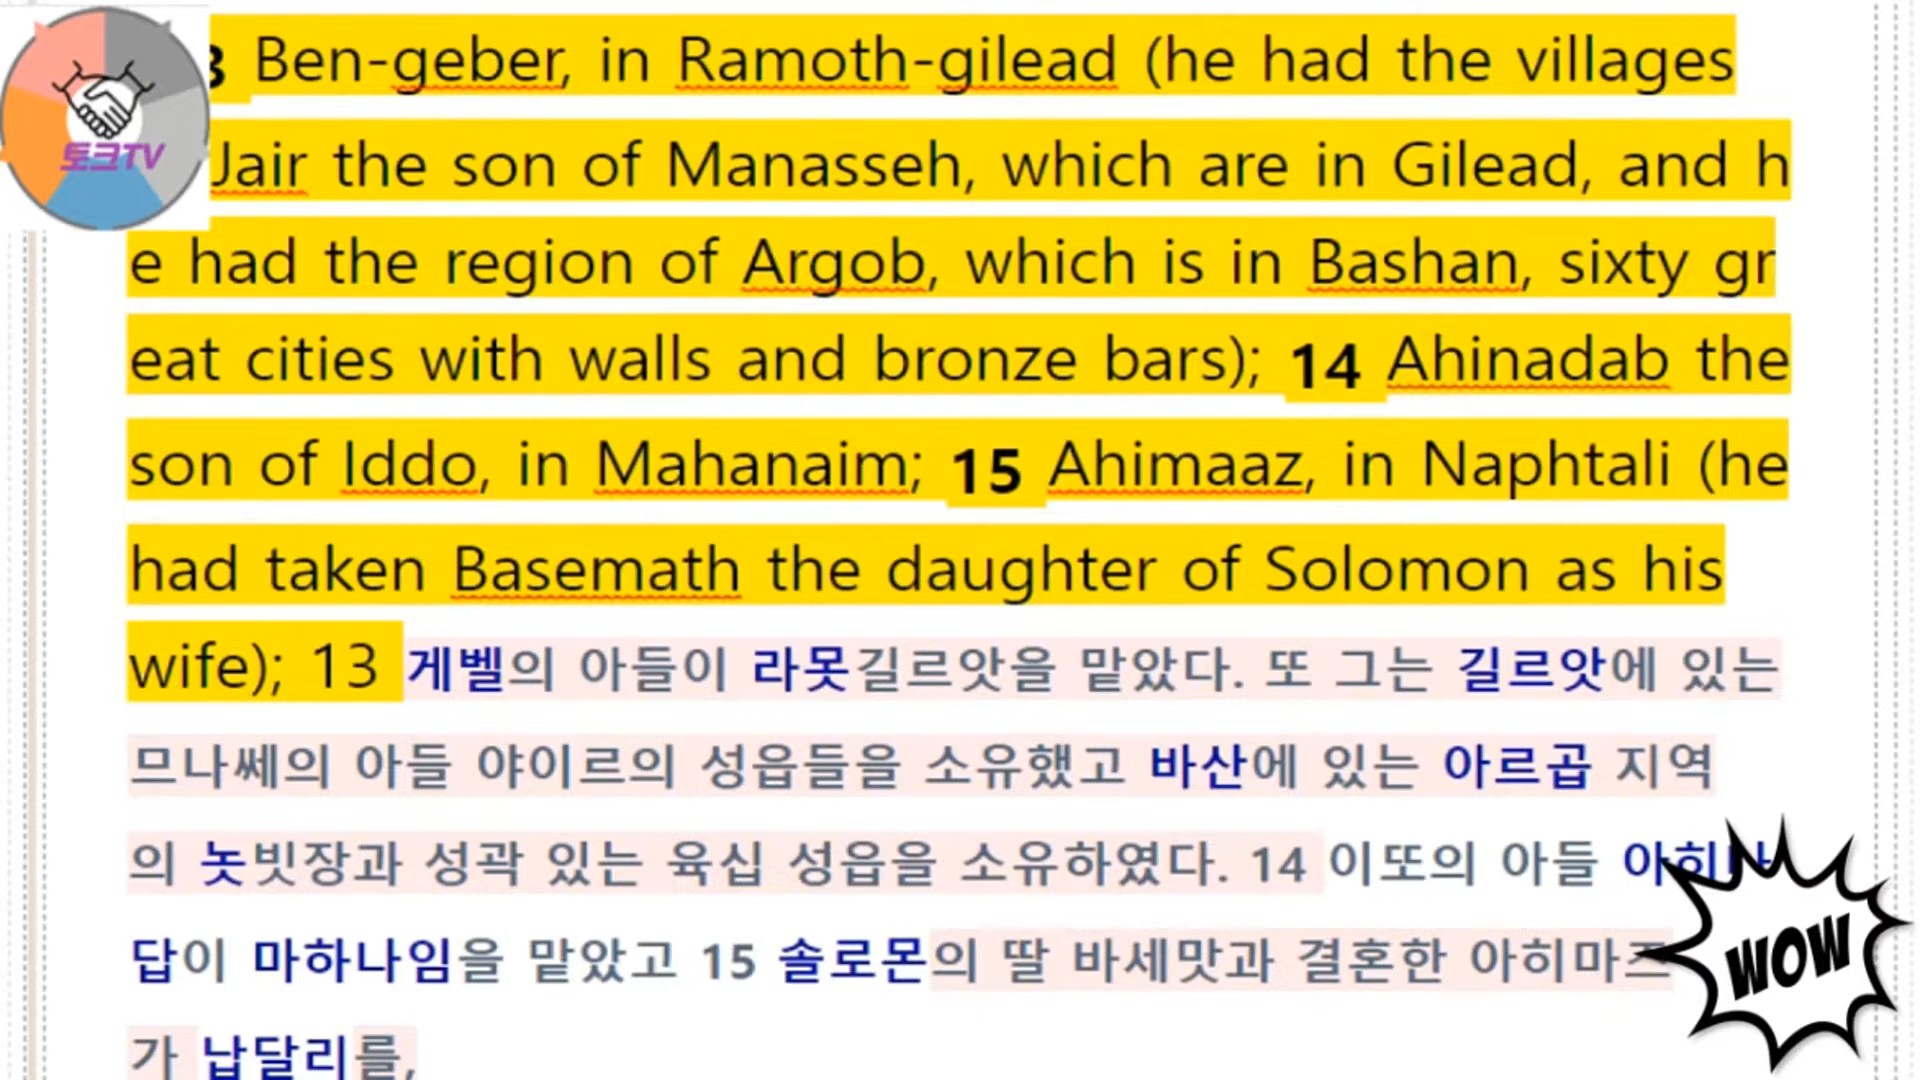 토크TV
3 Ben-geber, in Ramoth-gilead (he had the villages
Jair the son of Manasseh, which are in Gilead, and h
e had the region of Argob, which is in Bashan, sixty gr
eat cities with walls and bronze bars); 14 Ahinadab the
son of Iddo, in Mahanaim; 15 Ahimaaz, in Naphtali (he
had taken Basemath the daughter of Solomon as his
wife); 13 게벨의 아들이 라못길르앗을 맡았다. 또 그는 길르앗에 있는
므나쎄의 아들 야이르의 성읍들을 소유했고 바산에 있는 아르곱 지역
의 놋빗장과 성곽 있는 육십 성읍을 소유하였다. 14 이또의 아들 아히나
답이 마하나임을 맡았고 15 솔로몬의 딸 바세맛과 결혼한 아히마즈
가 납달리를,
WOW